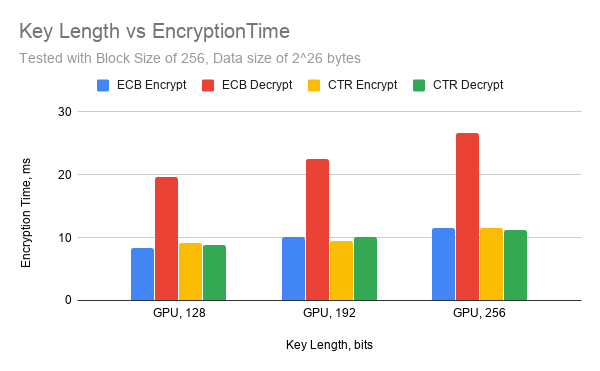 Key Length vs EncryptionTime
Tested with Block Size of 256, Data size of 2^26 bytes
ECB Encrypt ECB Decrypt CTR Encrypt CTR Decrypt
30
20
10
0
Encryption Time, ms
GPU, 128 GPU, 192 GPU, 256
Key Length, bits